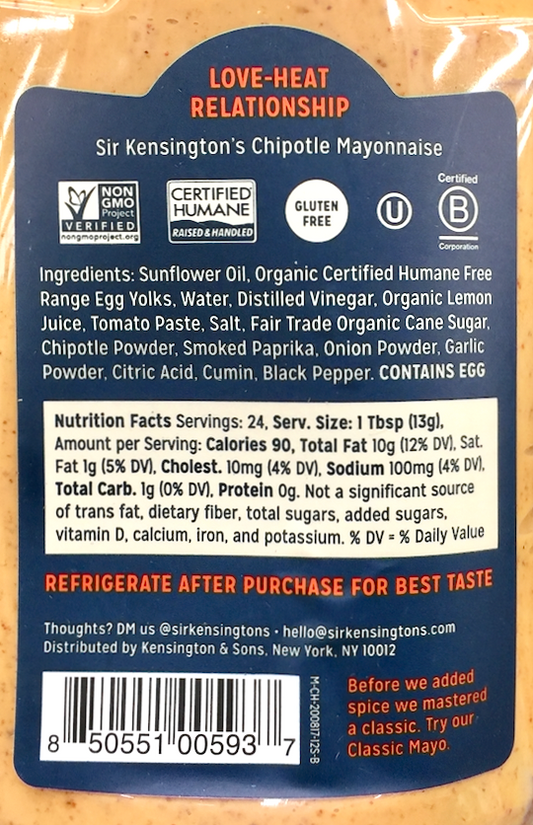 LOVE-HEAT
RELATIONSHIP
Sir Kensington's Chipotle Mayonnaise
NON
GMO
Project
VERIFIED
nongmoproject.org
CERTIFIED
HUMANE
RAISED & HANDLED
GLUTEN
FREE
U
Certified
B
Corporation
Ingredients: Sunflower Oil, Organic Certified Humane Free
Range Egg Yolks, Water, Distilled Vinegar, Organic Lemon
Juice, Tomato Paste, Salt, Fair Trade Organic Cane Sugar,
Chipotle Powder, Smoked Paprika, Onion Powder, Garlic
Powder, Citric Acid, Cumin, Black Pepper. CONTAINS EGG
Nutrition Facts Servings: 24, Serv. Size: 1 Tbsp (13g),
Amount per Serving: Calories 90, Total Fat 10g (12% DV), Sat.
Fat 1g (5% DV), Cholest. 10mg (4% DV), Sodium 100mg (4% DV),
Total Carb. 1g (0% DV), Protein 0g. Not a significant source
of trans fat, dietary fiber, total sugars, added sugars,
vitamin D, calcium, iron, and potassium. % DV = % Daily Value
REFRIGERATE AFTER PURCHASE FOR BEST TASTE
Thoughts? DM us @sirkensingtons • hello@sirkensingtons.com
Distributed by Kensington & Sons, New York, NY 10012
8 50551 00593 7
M-CH-200817-12S-B
Before we added
spice we mastered
a classic. Try our
Classic Mayo.